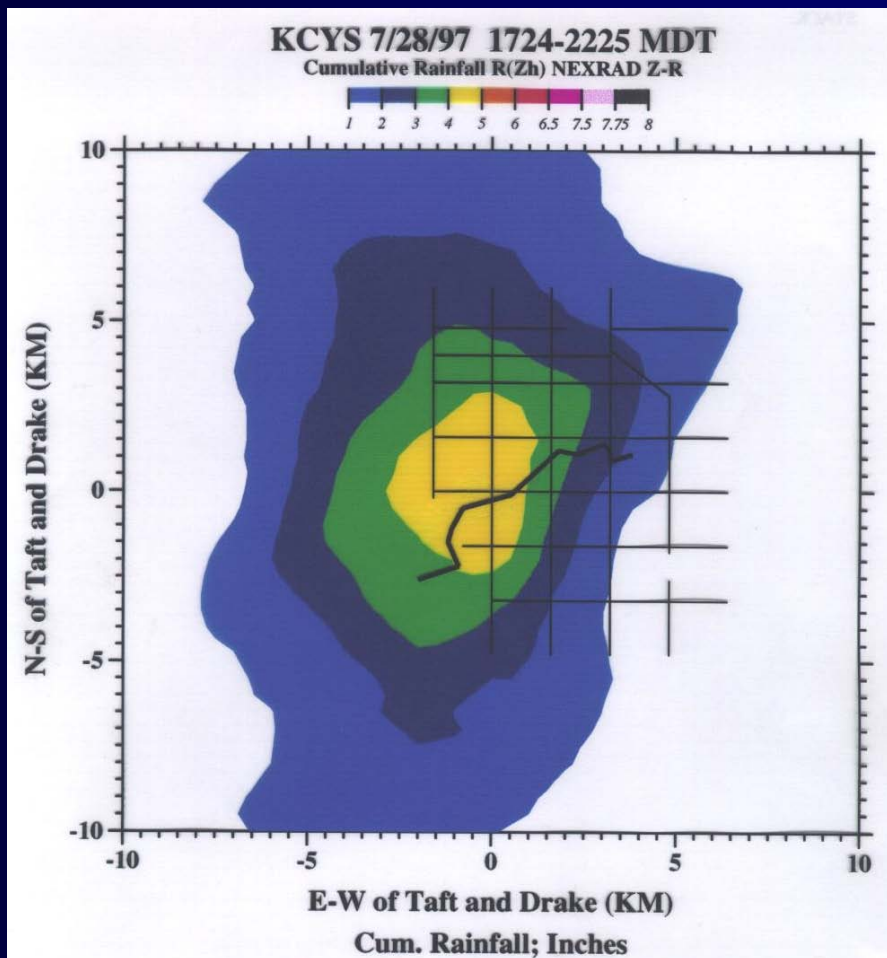 KCYS 7/28/97 1724-2225 MDT
Cumulative Rainfall R(Zh) NEXRAD Z-R
1 2 3 4 5 6 6.5 7.5 7.75 8
10
5
0
-5
-10
N-S of Taft and Drake (KM)
-10 -5 0 5 10
E-W of Taft and Drake (KM)
Cum. Rainfall; Inches